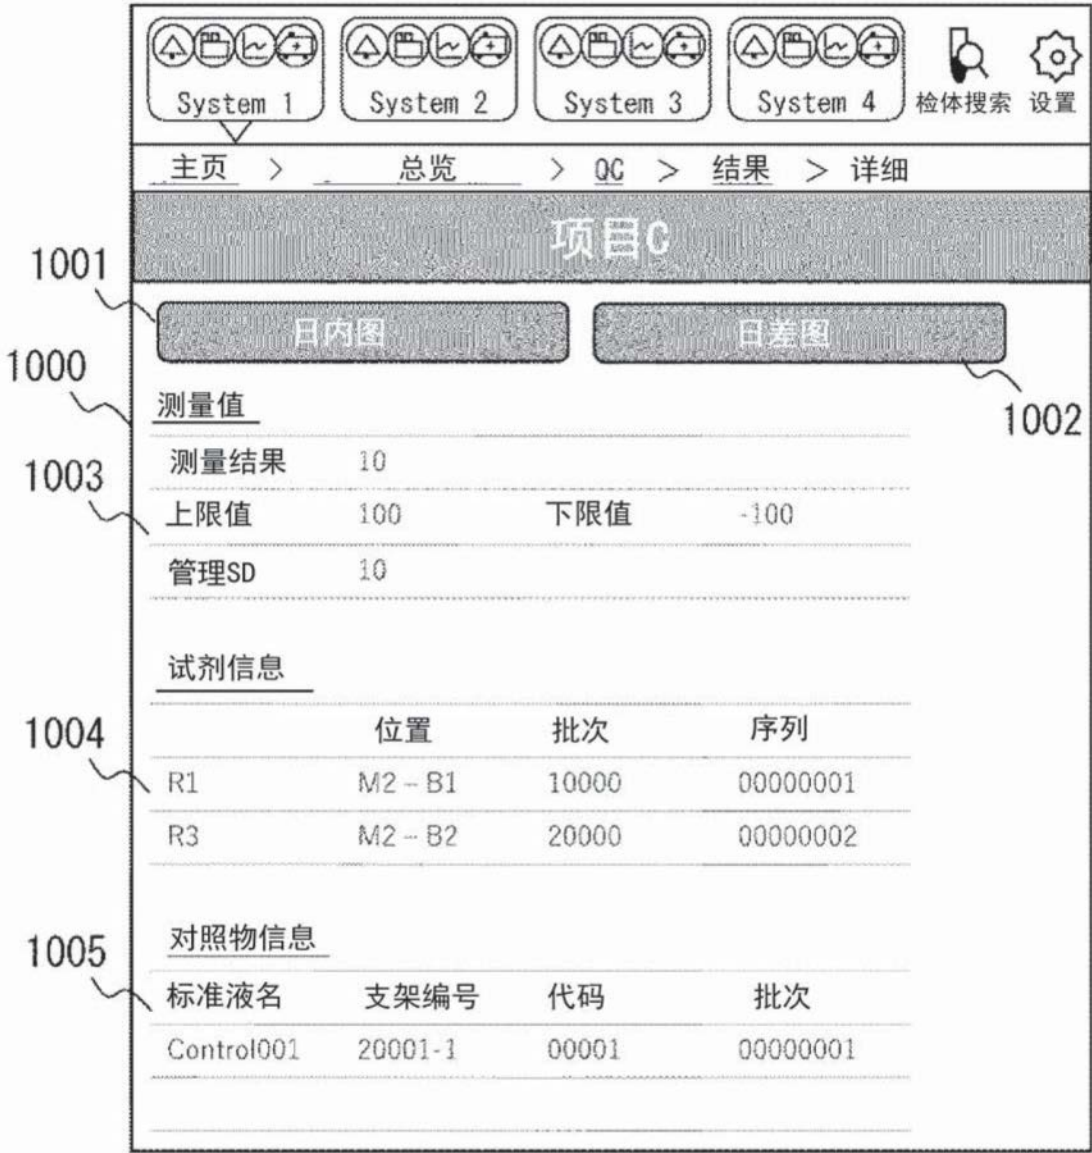 System 1 System 2 System 3 System 4 检体搜索 设置
主页 > 总览 > QC > 结果 > 详细
项目C
1001
日内图 日差图
1000
1002
测量值
测量结果 10
1003
上限值 100 下限值 -100
管理SD 10
试剂信息
1004
位置 批次 序列
R1 M2-B1 10000 00000001
R3 M2-B2 20000 00000002
对照物信息
1005
标准液名 支架编号 代码 批次
Control001 20001-1 00001 00000001